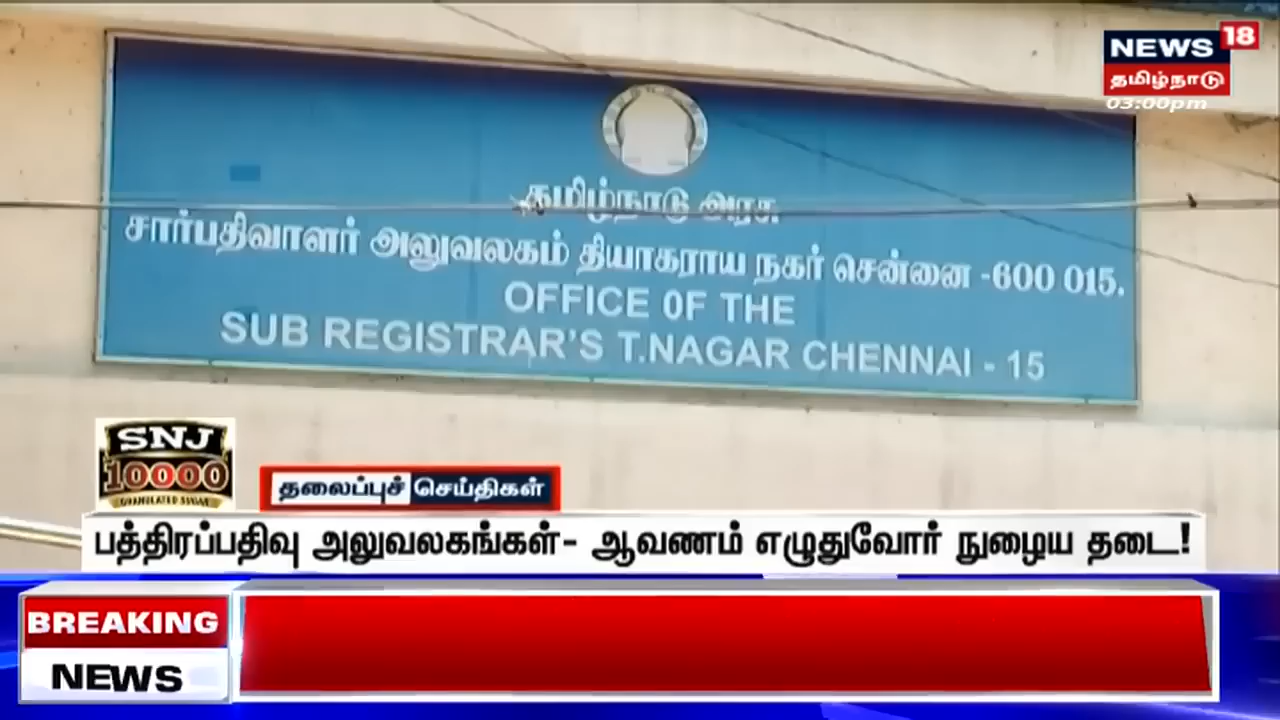 NEWS 18
தமிழ்நாடு
03:00pm
தமிழ்நாடு அரசு
சார்பதிவாளர் அலுவலகம் தியாகராய நகர் சென்னை -600 015.
OFFICE 0F THE
SUB REGISTRAR'S T.NAGAR CHENNAI - 15
SNJ
10000
GRANULATED SUGAR
தலைப்புச் செய்திகள்
பத்திரப்பதிவு அலுவலகங்கள்- ஆவணம் எழுதுவோர் நுழைய தடை!
BREAKING
NEWS